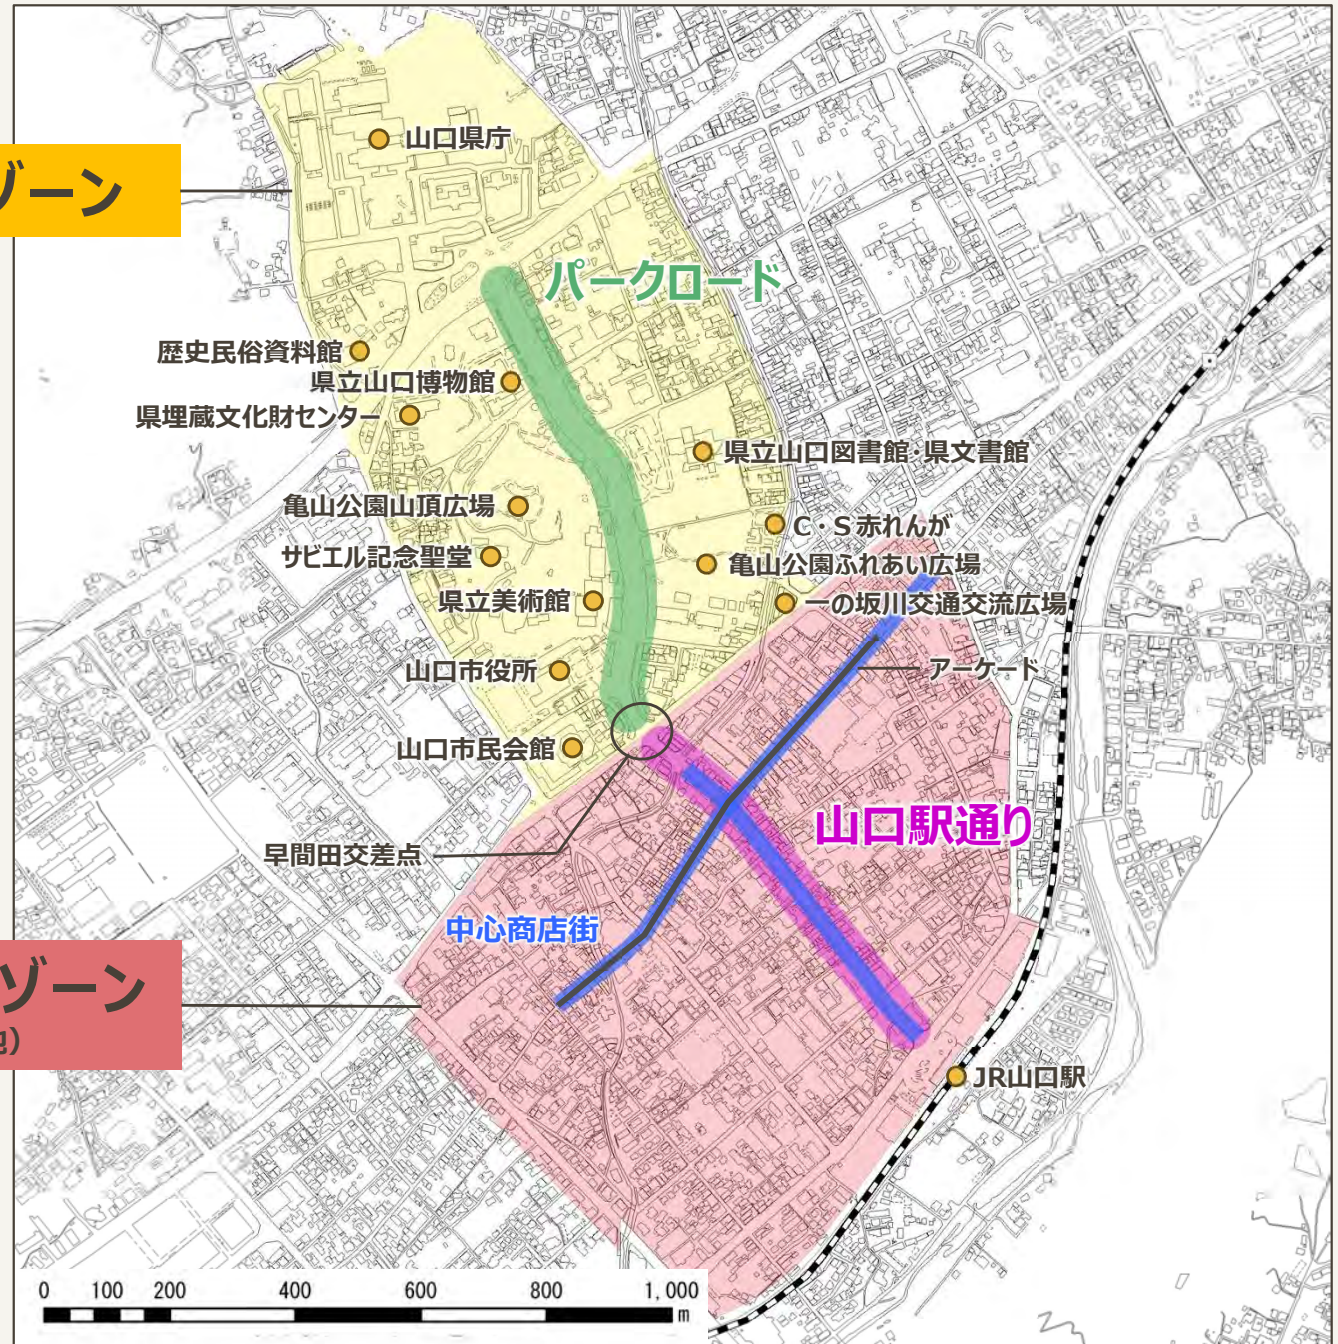 山口県庁
ゾーン
パークロード
歴史民俗資料館
県立山口博物館
県埋蔵文化財センター
県立山口図書館・県文書館
亀山公園山頂広場
C・S赤れんが
サビエル記念聖堂
亀山公園ふれあい広場
県立美術館
一の坂川交通交流広場
山口市役所
アーケード
山口市民会館
山口駅通り
早間田交差点
中心商店街
ゾーン
)
JR山口駅
0 100 200 400 600 800 1,000
m